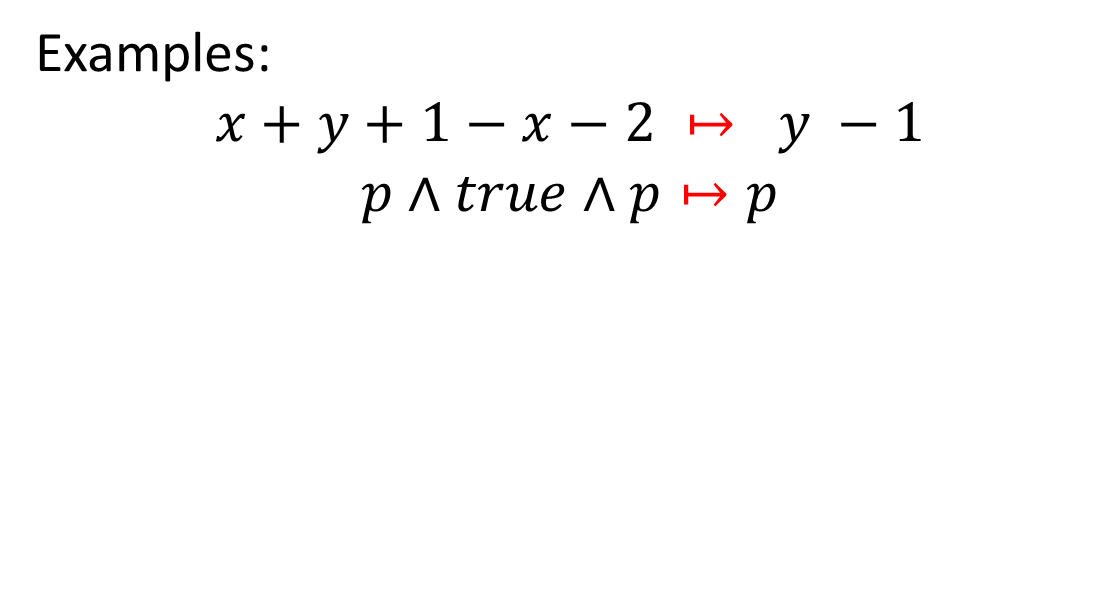 Examples:
x + y + 1 − x − 2 ↦ y − 1
p ∧ true ∧ p ↦ p